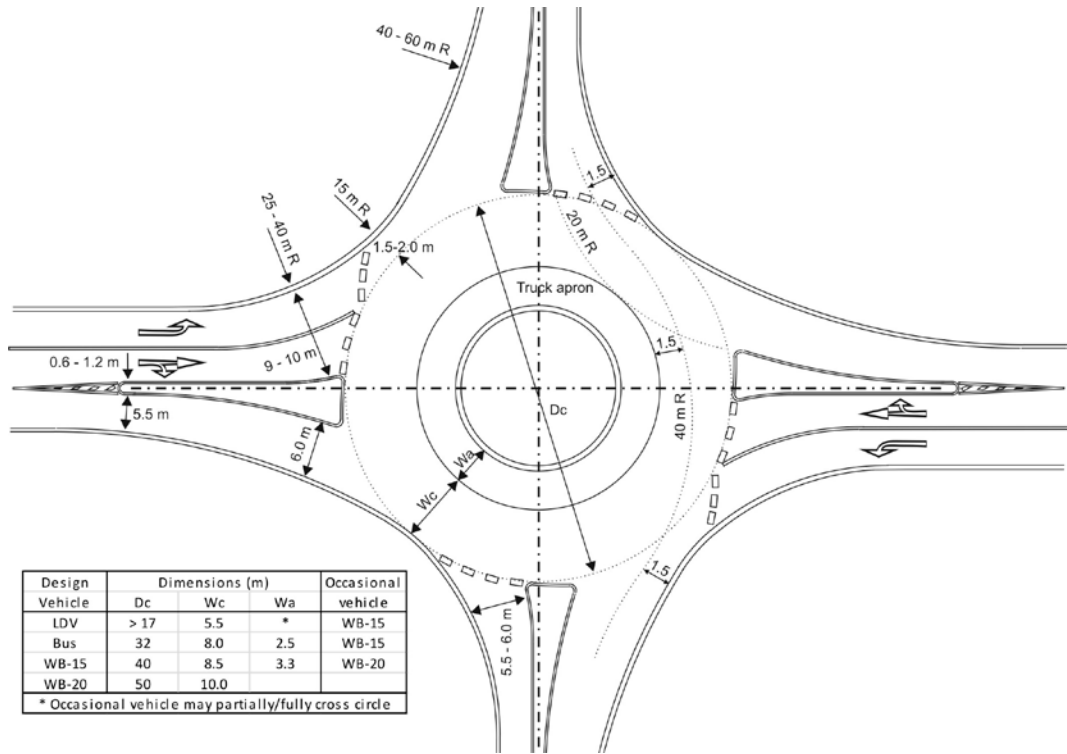 40 - 60 m R
15 m R
25 - 40 m R
1.5-2.0 m
1.5
20 m R
Truck apron
0.6 - 1.2 m
9 - 10 m
1.5
Dc
40 m R
5.5 m
6.0 m
Wa
Wc
1.5
5.5 - 6.0 m
Design Vehicle Dimensions (m) Occasional vehicle
Dc Wc Wa
LDV > 17 5.5 * WB-15
Bus 32 8.0 2.5 WB-15
WB-15 40 8.5 3.3 WB-20
WB-20 50 10.0
* Occasional vehicle may partially/fully cross circle